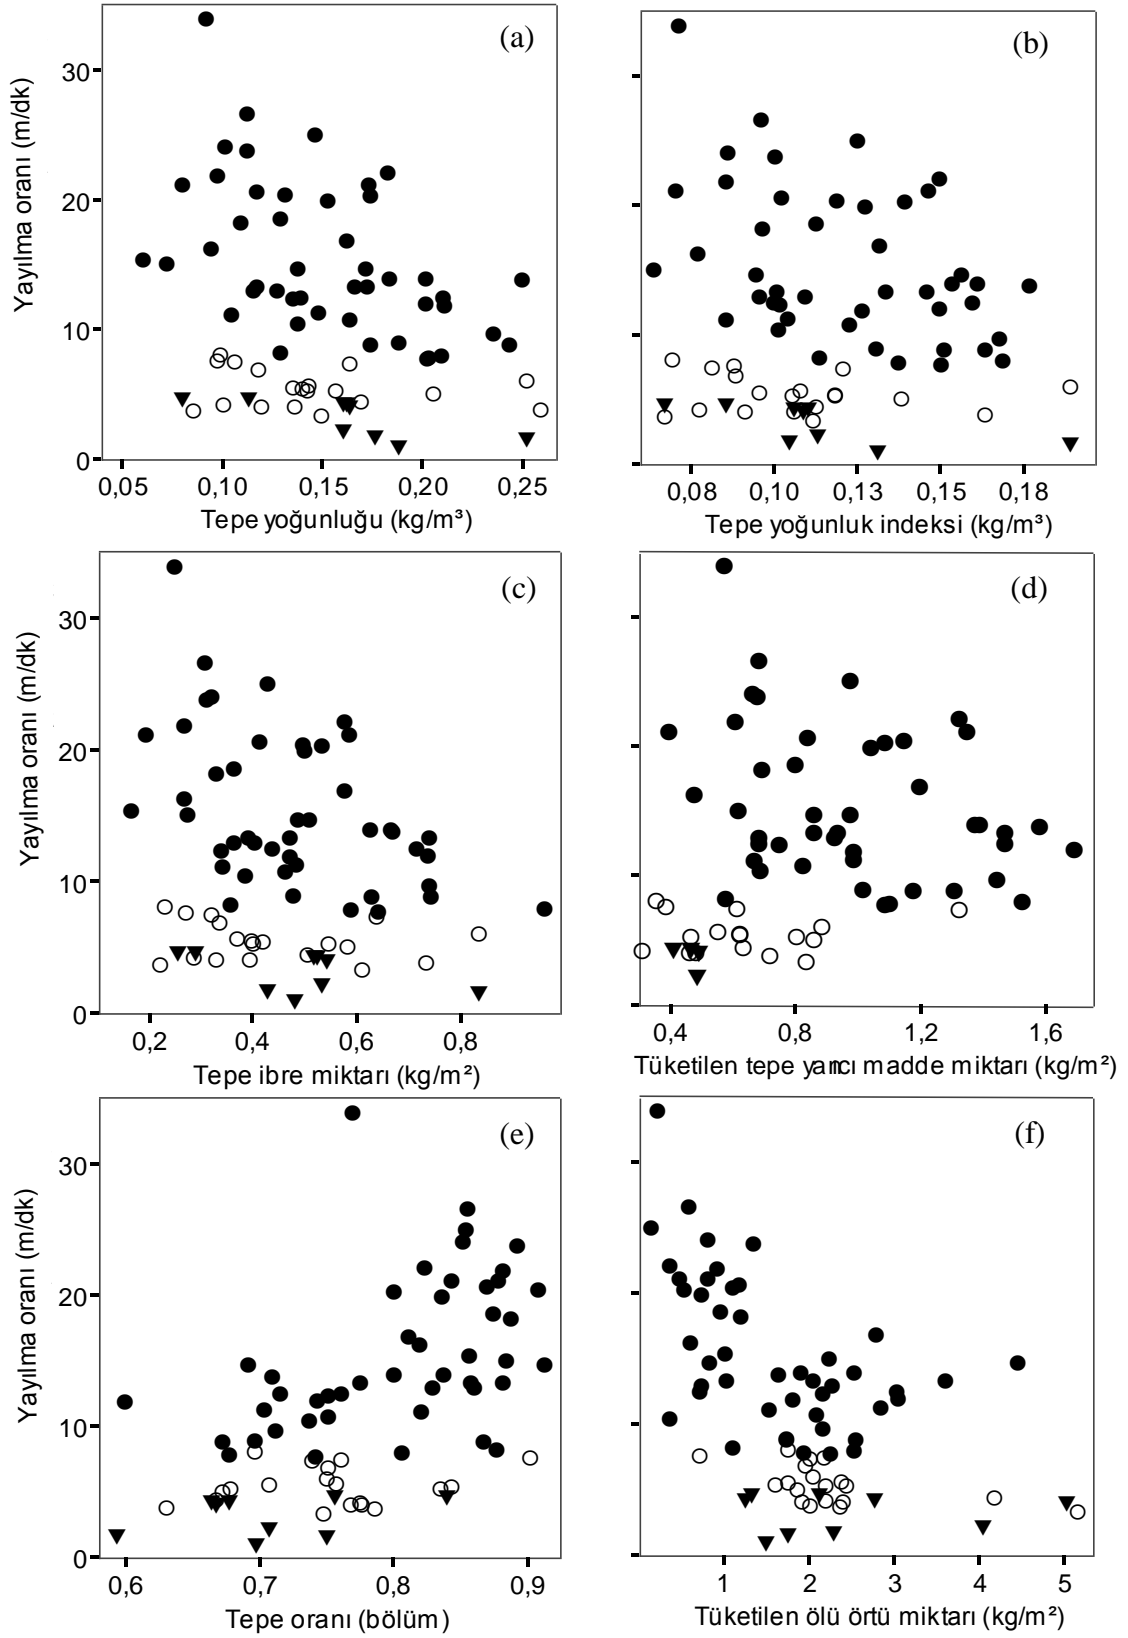 (a)
30
20
10
0
Yayılma oranı (m/dk)
0,05 0,10 0,15 0,20 0,25
Tepe yoğunluğu (kg/m³)
(b)
0,08 0,10 0,13 0,15 0,18
Tepe yoğunluk indeksi (kg/m³)
(c)
30
20
10
0
Yayılma oranı (m/dk)
0,2 0,4 0,6 0,8
Tepe ibre miktarı (kg/m²)
(d)
0,4 0,8 1,2 1,6
Tüketilen tepe yanıcı madde miktarı (kg/m²)
(e)
30
20
10
0
Yayılma oranı (m/dk)
0,6 0,7 0,8 0,9
Tepe oranı (bölüm)
(f)
1 2 3 4 5
Tüketilen ölü örtü miktarı (kg/m²)